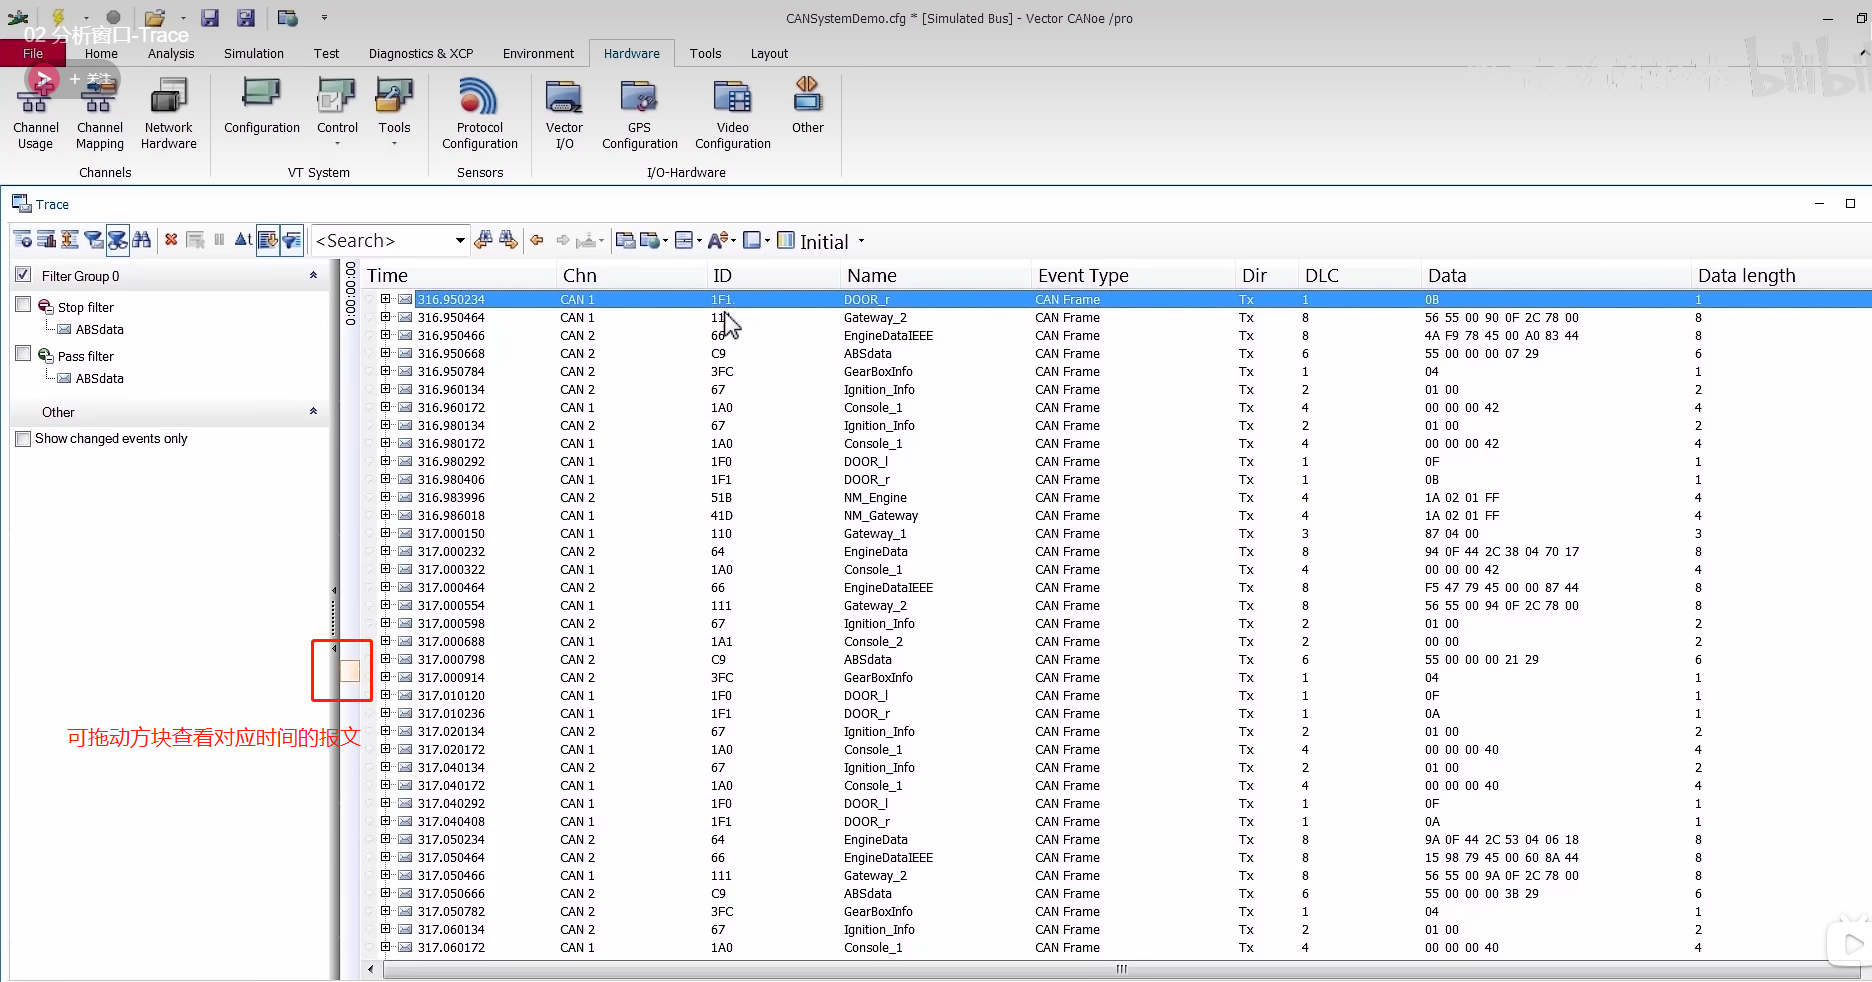 CANSystemDemo.cfg * [Simulated Bus] - Vector CANoe /pro
02 分析窗口-Trace
File Home Analysis Simulation Test Diagnostics & XCP Environment Hardware Tools Layout
+ 关注
bilibili
Channel Usage
Channel Mapping
Network Hardware
Configuration
Control
Tools
Protocol Configuration
Vector I/O
GPS Configuration
Video Configuration
Other
Channels
VT System
Sensors
I/O-Hardware
Trace
<Search>
Initial
Filter Group 0
Stop filter
ABSdata
Pass filter
ABSdata
Other
Show changed events only
可拖动方块查看对应时间的报文
0:00:00:00
Time Chn ID Name Event Type Dir DLC Data Data length
316.950234 CAN 1 1F1 DOOR_r CAN Frame Tx 1 0B 1
316.950464 CAN 1 11 Gateway_2 CAN Frame Tx 8 56 55 00 90 0F 2C 78 00 8
316.950466 CAN 2 66 EngineDataIEEE CAN Frame Tx 8 4A F9 78 45 00 A0 83 44 8
316.950668 CAN 2 C9 ABSdata CAN Frame Tx 6 55 00 00 00 07 29 6
316.950784 CAN 2 3FC GearBoxInfo CAN Frame Tx 1 04 1
316.960134 CAN 2 67 Ignition_Info CAN Frame Tx 2 01 00 2
316.960172 CAN 1 1A0 Console_1 CAN Frame Tx 4 00 00 00 42 4
316.980134 CAN 2 67 Ignition_Info CAN Frame Tx 2 01 00 2
316.980172 CAN 1 1A0 Console_1 CAN Frame Tx 4 00 00 00 42 4
316.980292 CAN 1 1F0 DOOR_l CAN Frame Tx 1 0F 1
316.980406 CAN 1 1F1 DOOR_r CAN Frame Tx 1 0B 1
316.983996 CAN 2 51B NM_Engine CAN Frame Tx 4 1A 02 01 FF 4
316.986018 CAN 1 41D NM_Gateway CAN Frame Tx 4 1A 02 01 FF 4
317.000150 CAN 1 110 Gateway_1 CAN Frame Tx 3 87 04 00 3
317.000232 CAN 2 64 EngineData CAN Frame Tx 8 94 0F 44 2C 38 04 70 17 8
317.000322 CAN 1 1A0 Console_1 CAN Frame Tx 4 00 00 00 42 4
317.000464 CAN 2 66 EngineDataIEEE CAN Frame Tx 8 F5 47 79 45 00 00 87 44 8
317.000554 CAN 1 111 Gateway_2 CAN Frame Tx 8 56 55 00 94 0F 2C 78 00 8
317.000598 CAN 2 67 Ignition_Info CAN Frame Tx 2 01 00 2
317.000688 CAN 1 1A1 Console_2 CAN Frame Tx 2 00 00 2
317.000798 CAN 2 C9 ABSdata CAN Frame Tx 6 55 00 00 00 21 29 6
317.000914 CAN 2 3FC GearBoxInfo CAN Frame Tx 1 04 1
317.010120 CAN 1 1F0 DOOR_l CAN Frame Tx 1 0F 1
317.010236 CAN 1 1F1 DOOR_r CAN Frame Tx 1 0A 1
317.020134 CAN 2 67 Ignition_Info CAN Frame Tx 2 01 00 2
317.020172 CAN 1 1A0 Console_1 CAN Frame Tx 4 00 00 00 40 4
317.040134 CAN 2 67 Ignition_Info CAN Frame Tx 2 01 00 2
317.040172 CAN 1 1A0 Console_1 CAN Frame Tx 4 00 00 00 40 4
317.040292 CAN 1 1F0 DOOR_l CAN Frame Tx 1 0F 1
317.040408 CAN 1 1F1 DOOR_r CAN Frame Tx 1 0A 1
317.050234 CAN 2 64 EngineData CAN Frame Tx 8 9A 0F 44 2C 53 04 06 18 8
317.050464 CAN 2 66 EngineDataIEEE CAN Frame Tx 8 15 98 79 45 00 60 8A 44 8
317.050466 CAN 1 111 Gateway_2 CAN Frame Tx 8 56 55 00 9A 0F 2C 78 00 8
317.050666 CAN 2 C9 ABSdata CAN Frame Tx 6 55 00 00 00 3B 29 6
317.050782 CAN 2 3FC GearBoxInfo CAN Frame Tx 1 04 1
317.060134 CAN 2 67 Ignition_Info CAN Frame Tx 2 01 00 2
317.060172 CAN 1 1A0 Console_1 CAN Frame Tx 4 00 00 00 40 4